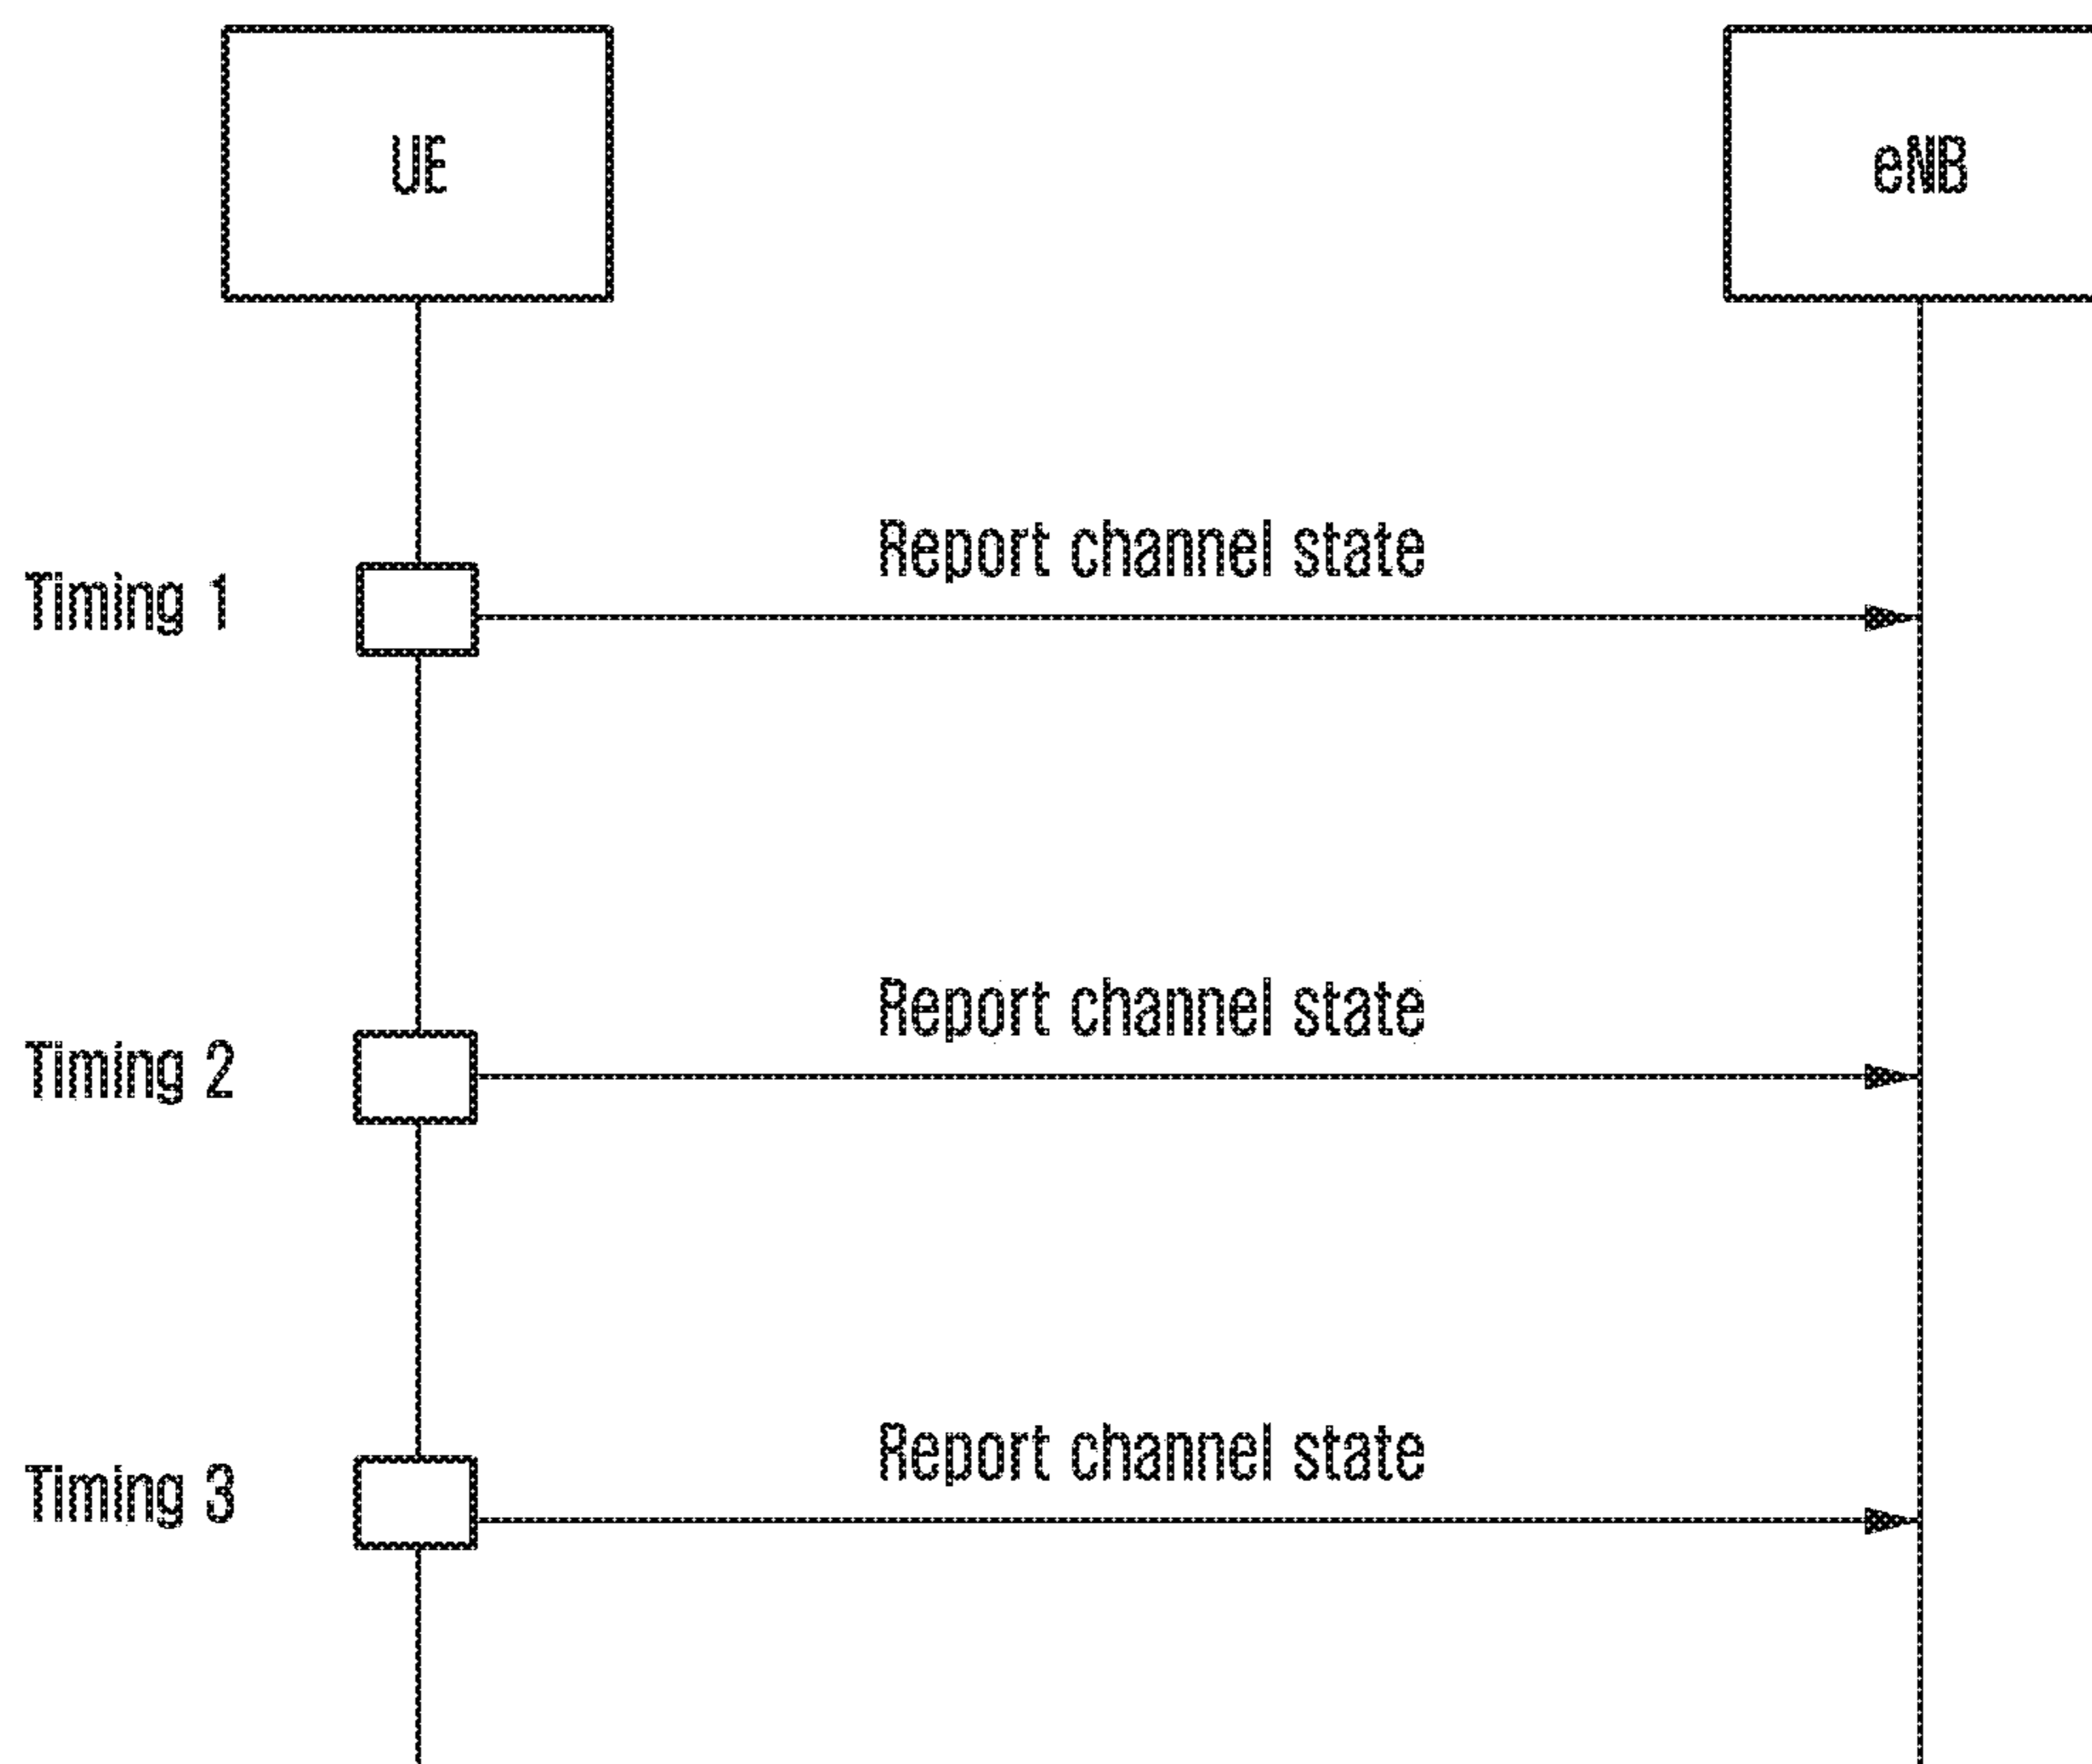 UE
eNB
Report channel state
Timing 1
Report channel state
Timing 2
Report channel state
Timing 3